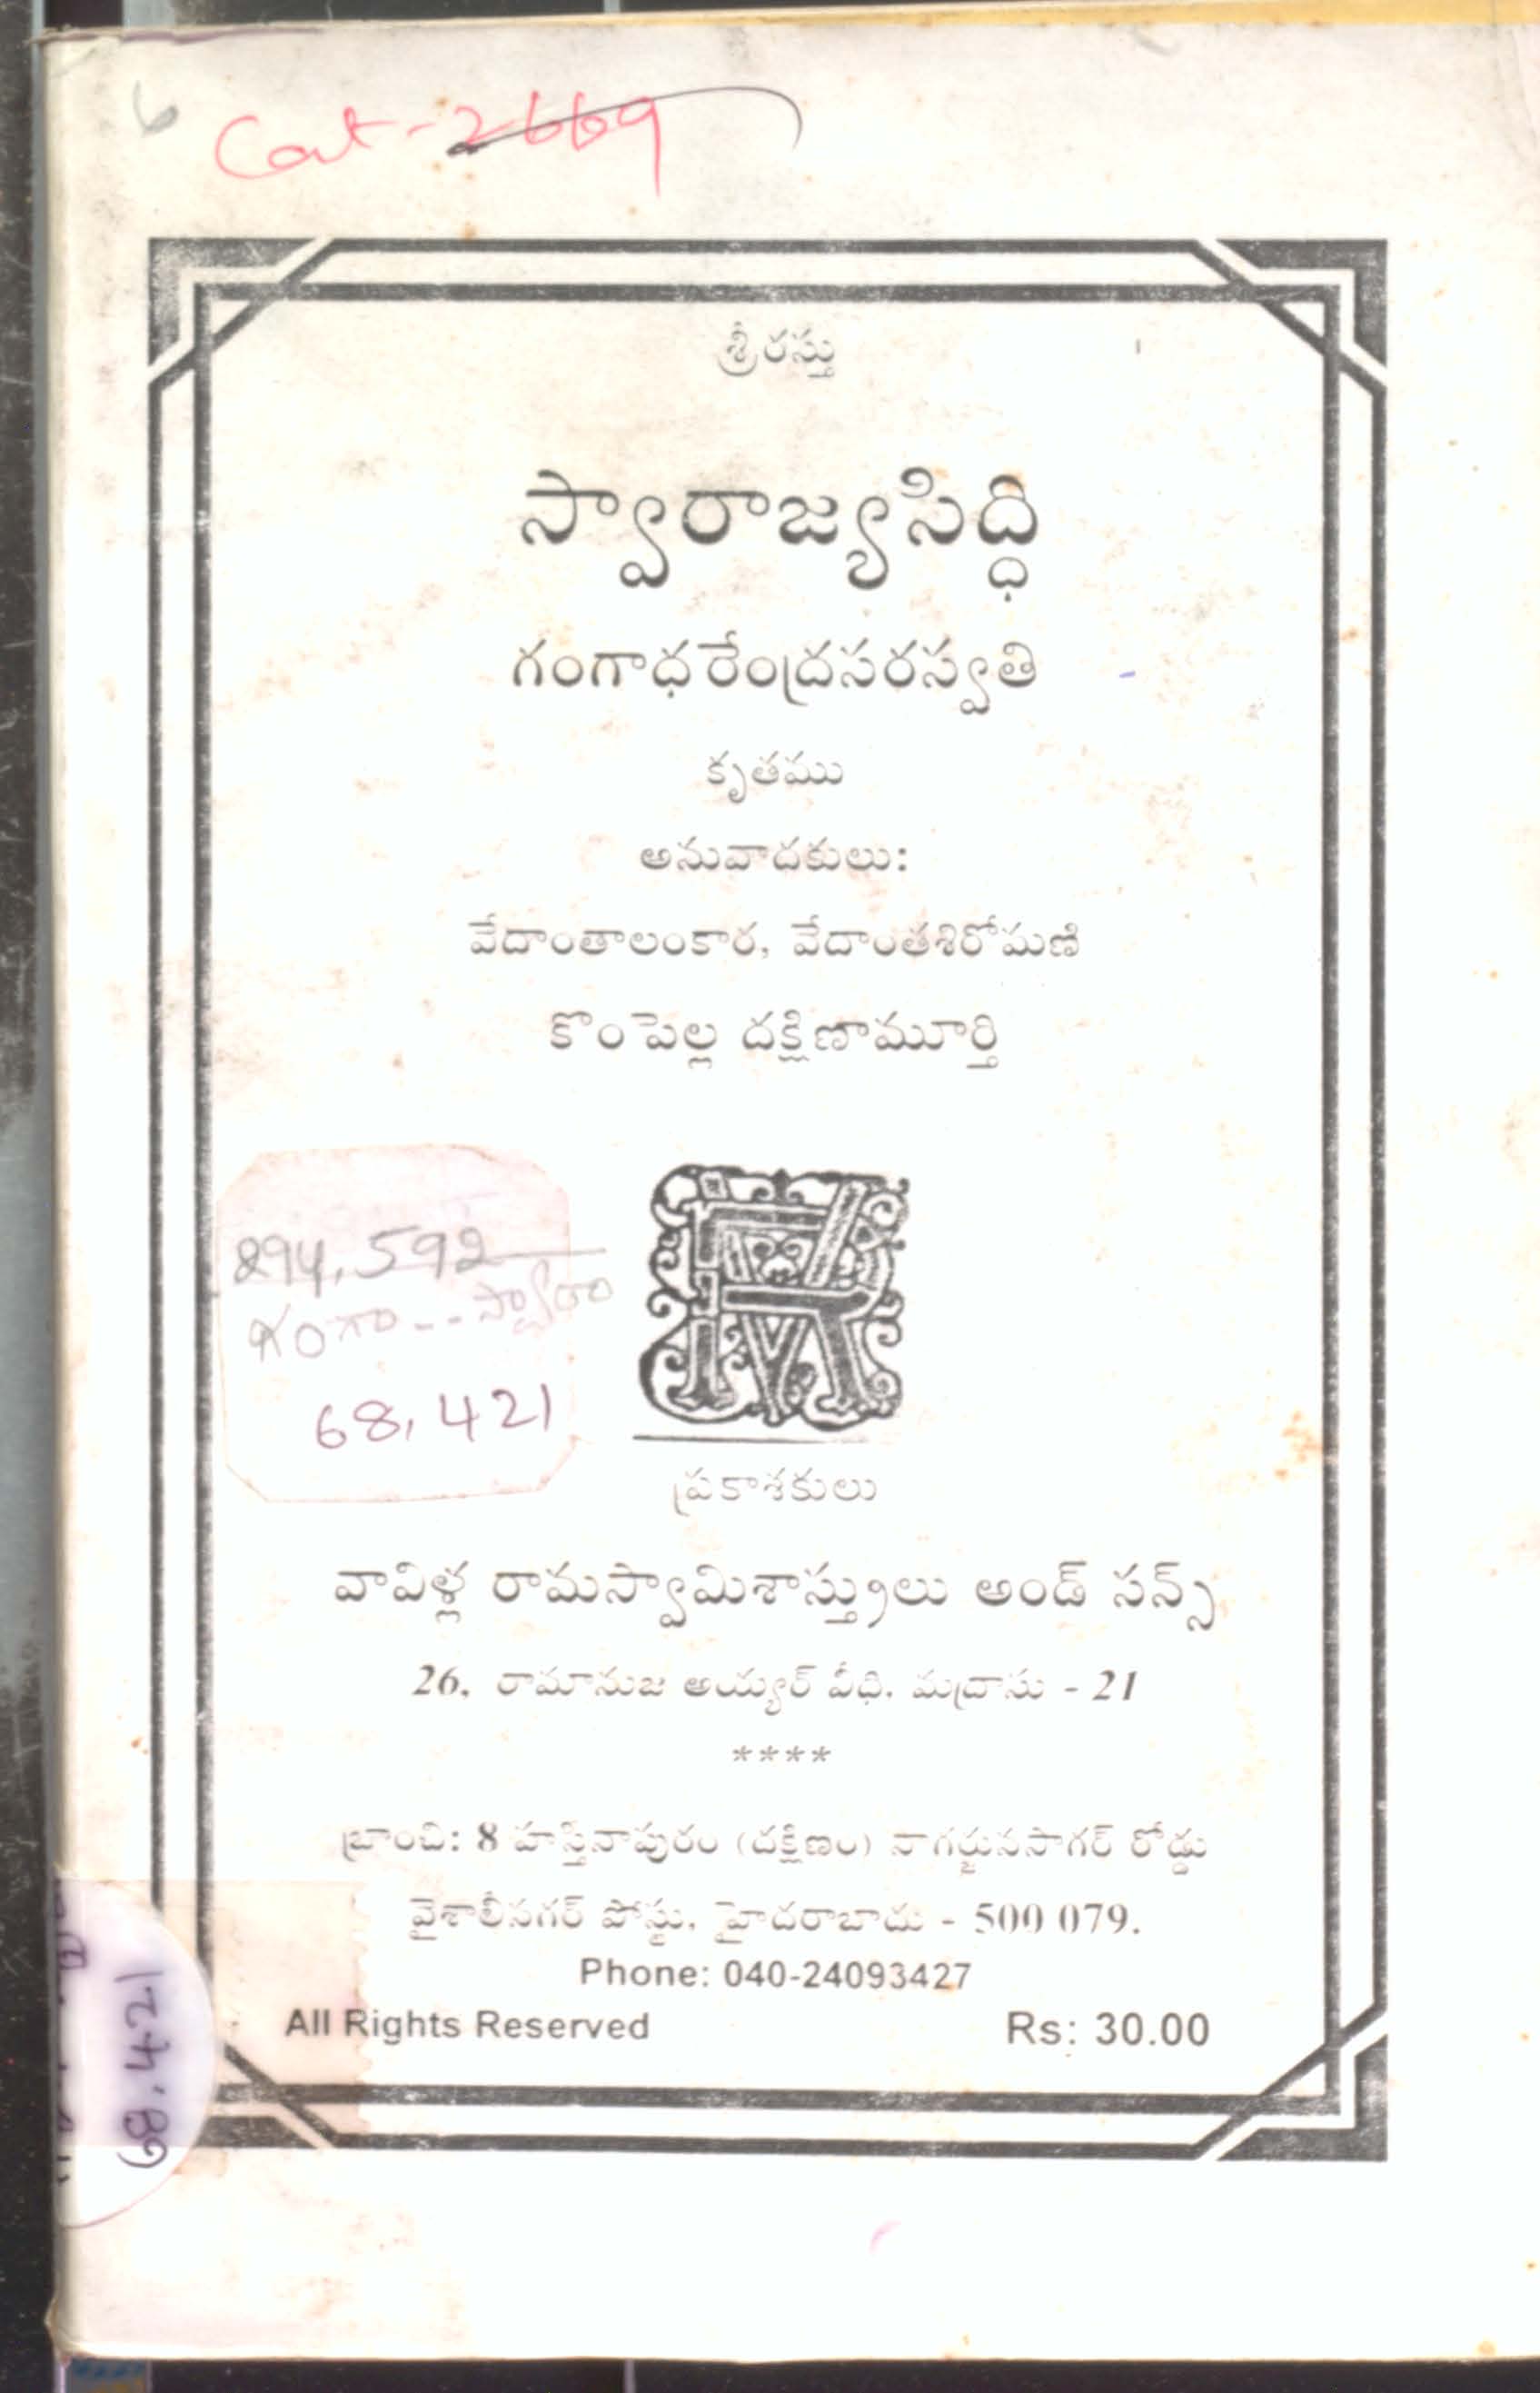 Cat-2669
శ్రీరస్తు
స్వారాజ్యసిద్ధి
గంగాధరేంద్రసరస్వతి
కృతము
అనువాదకులు:
వేదాంతాలంకార, వేదాంతశిరోమణి
కొంపెల్ల దక్షిణామూర్తి
294.592
గంగా--స్వారా
68,421
ప్రకాశకులు
వావిళ్ల రామస్వామిశాస్త్రులు అండ్ సన్స్
26, రామానుజ అయ్యర్ వీధి, మద్రాసు - 21
****
బ్రాంచి: 8 హస్తినాపురం (దక్షిణం) నాగర్జునసాగర్ రోడ్డు
వైశాలీనగర్ పోస్టు, హైదరాబాదు - 500 079.
Phone: 040-24093427
All Rights Reserved Rs: 30.00
68.421